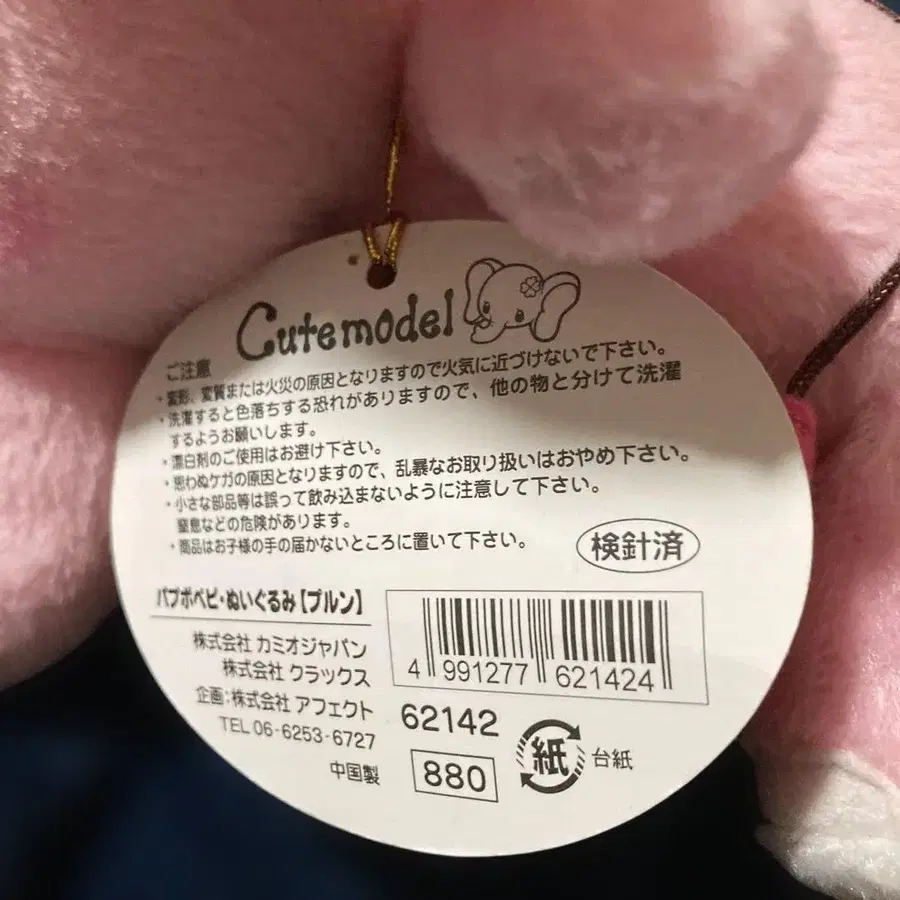 Cutemodel
ご注意
・変形、変質または火災の原因となりますので火気に近づけないで下さい。
・洗濯すると色落ちする恐れがありますので、他の物と分けて洗濯
するようお願いします。
・漂白剤のご使用はお避け下さい。
・思わぬケガの原因となりますので、乱暴なお取り扱いはおやめ下さい。
・小さな部品等は誤って飲み込まないように注意して下さい。
窒息などの危険があります。
・商品はお子様の手の届かないところに置いて下さい。
検針済
パプポペピ・ぬいぐるみ【プルン】
株式会社 カミオジャパン
株式会社 クラックス
企画：株式会社 アフェクト
TEL 06-6253-6727
中国製
4 991277 621424
62142
880
紙 台紙